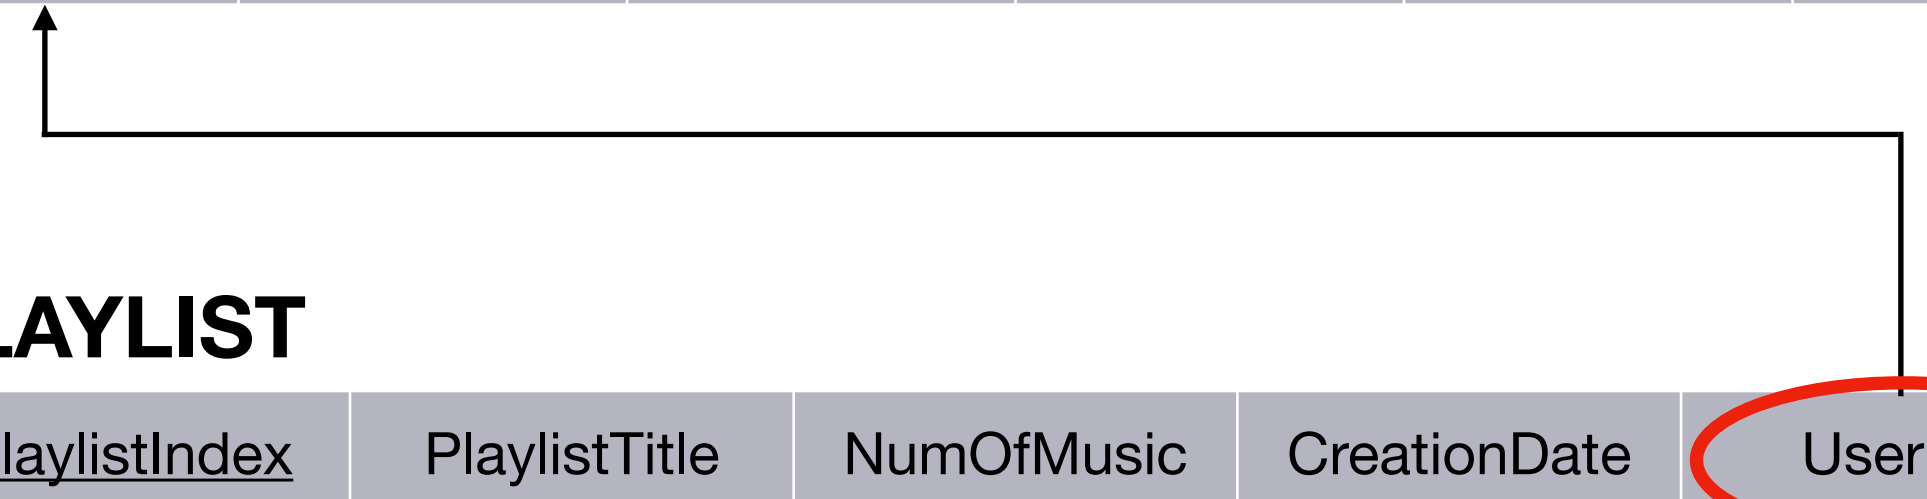 LAYLIST
laylistIndex PlaylistTitle NumOfMusic CreationDate User